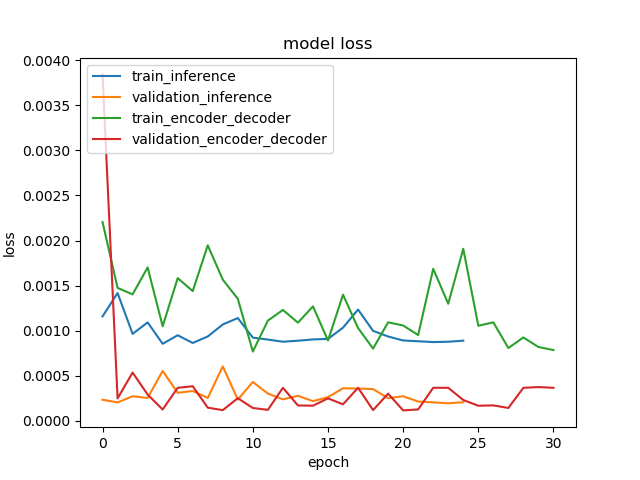 model loss
train_inference
validation_inference
train_encoder_decoder
validation_encoder_decoder
loss
0.0040
0.0035
0.0030
0.0025
0.0020
0.0015
0.0010
0.0005
0.0000
0 5 10 15 20 25 30
epoch